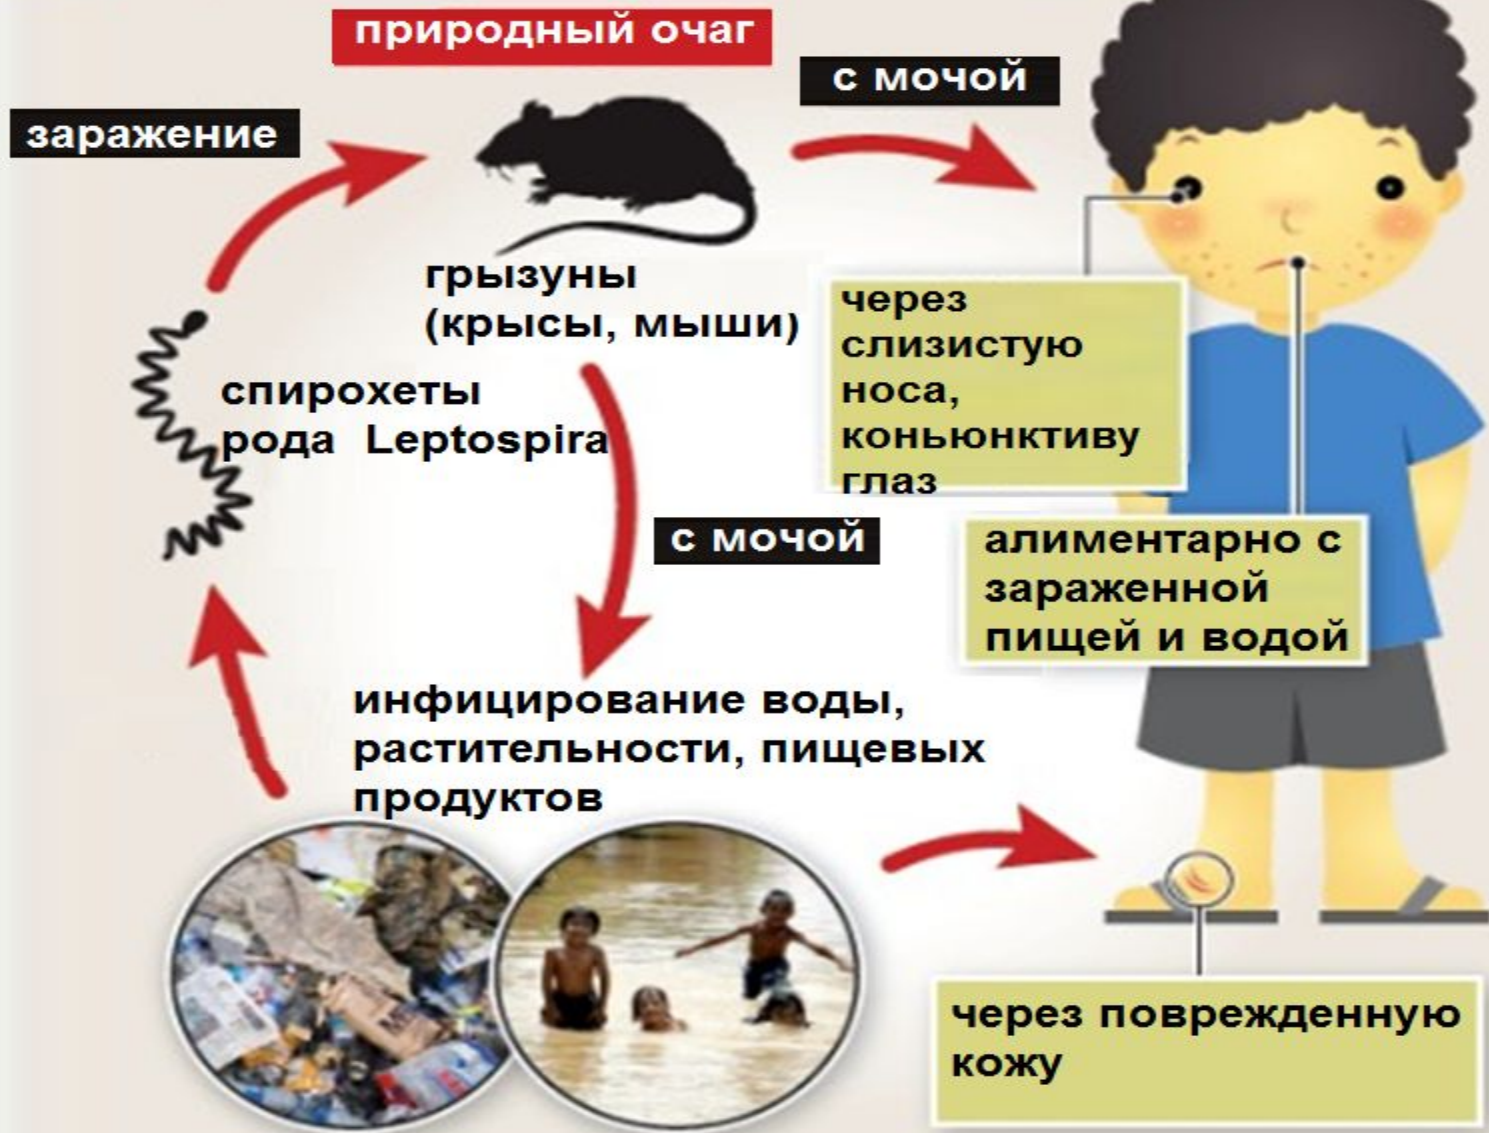 природный очаг
с мочой
заражение
грызуны
(крысы, мыши)
через
слизистую
носа,
коньюнктиву
глаз
спирохеты
рода Leptospira
с мочой
алиментарно с
зараженной
пищей и водой
инфицирование воды,
растительности, пищевых
продуктов
через поврежденную
кожу